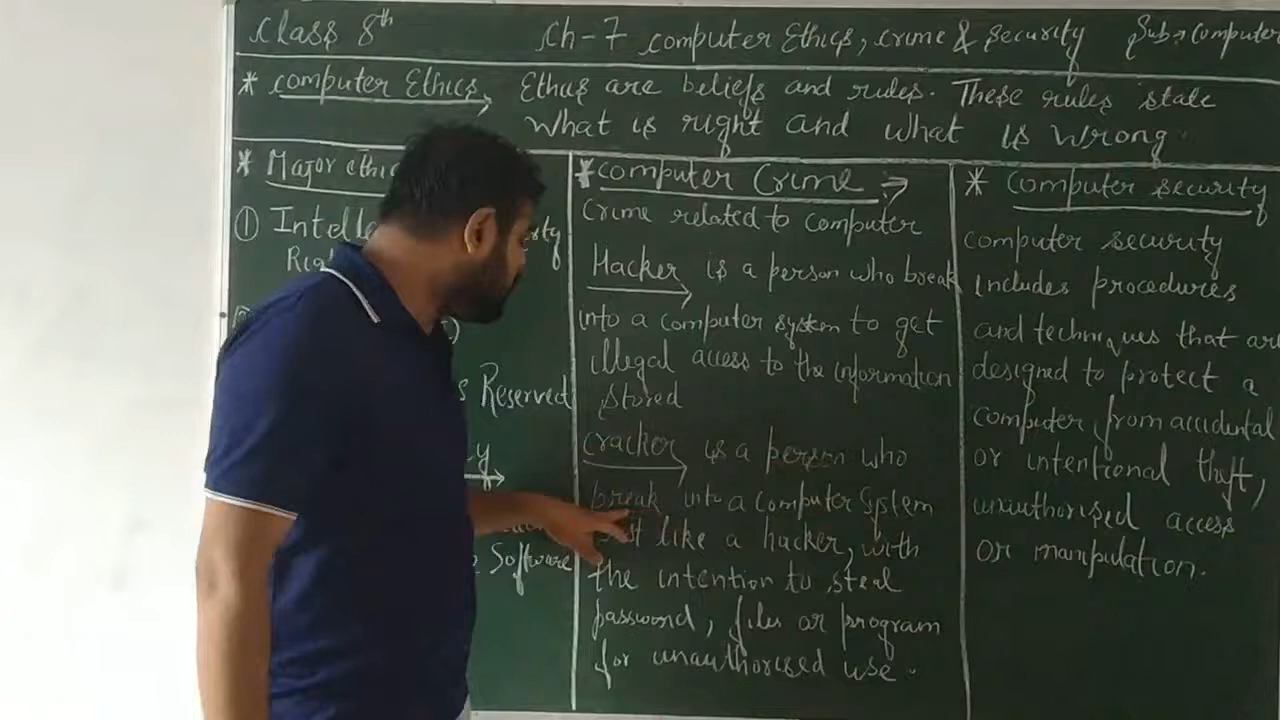 Class 8th Ch-7 computer Ethics, crime & security Sub→Computer
* computer Ethics Ethics are beliefs and rules. These rules state
What is right and what is wrong.
* Major ethic
① Intelle
Rig
s Reserved
Software
* computer Crime →
Crime related to computer
Hacker is a person who break
into a computer system to get
illegal access to the information
stored
cracker is a person who
break into a computer system
like a hacker, with
the intention to steal
password, files or program
for unauthorised use.
* computer security
computer security
includes procedures
and techniques that are
designed to protect a
computer from accidental
or intentional theft,
unauthorised access
or manipulation.